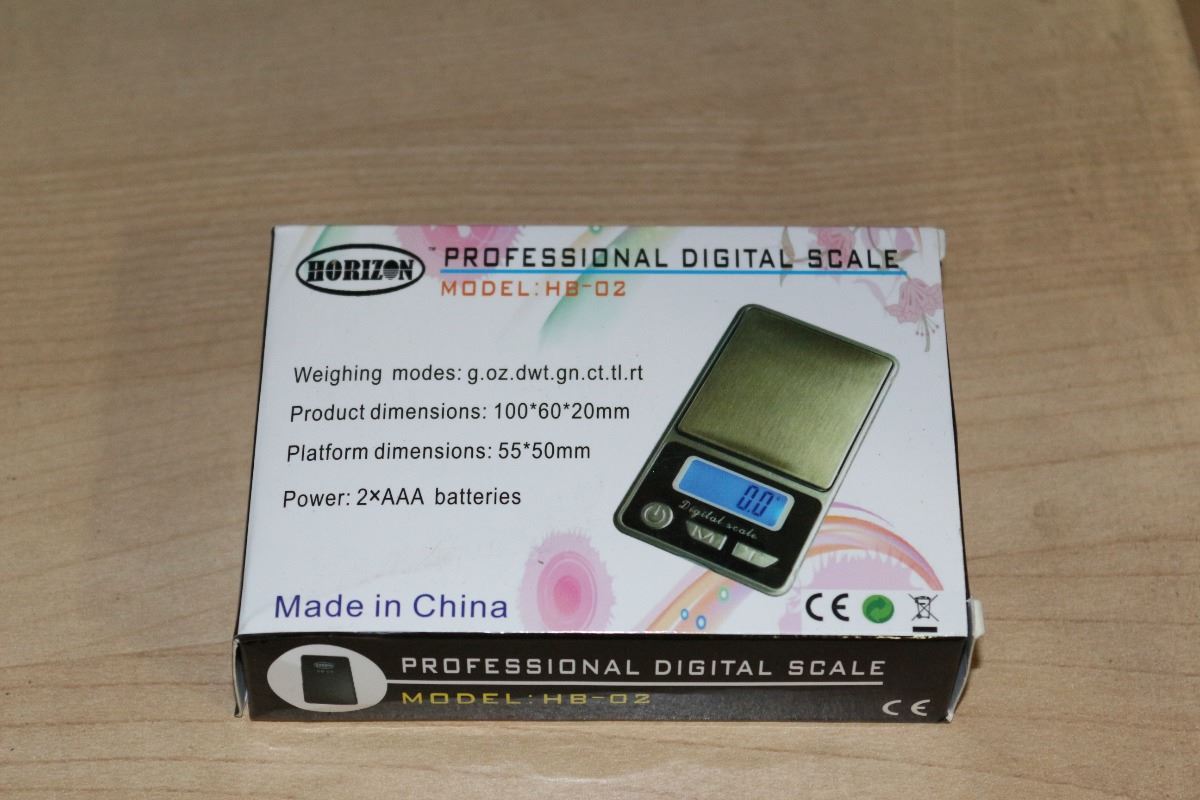 HORIZON
™ PROFESSIONAL DIGITAL SCALE
MODEL:HB-02
Weighing modes: g.oz.dwt.gn.ct.tl.rt
Product dimensions: 100*60*20mm
Platform dimensions: 55*50mm
Power: 2×AAA batteries
0.0
Digital scale
M T
Made in China
CE
PROFESSIONAL DIGITAL SCALE
MODEL:HB-02
CE